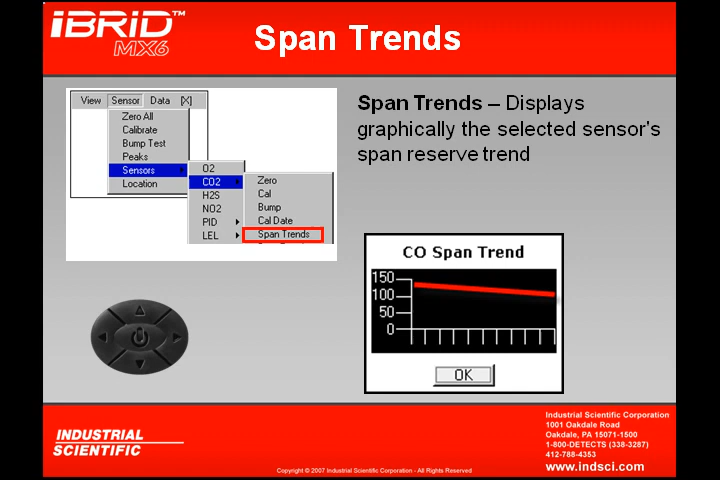 iBRiD™
MX6
Span Trends
View Sensor Data [X]
Zero All
Calibrate
Bump Test
Peaks
Sensors
Location
O2
CO2
H2S
NO2
PID
LEL
Zero
Cal
Bump
Cal Date
Span Trends
Span Trends – Displays
graphically the selected sensor's
span reserve trend
CO Span Trend
150
100
50
0
OK
INDUSTRIAL
SCIENTIFIC
Copyright © 2007 Industrial Scientific Corporation - All Rights Reserved
Industrial Scientific Corporation
1001 Oakdale Road
Oakdale, PA 15071-1500
1-800-DETECTS (338-3287)
412-788-4353
www.indsci.com